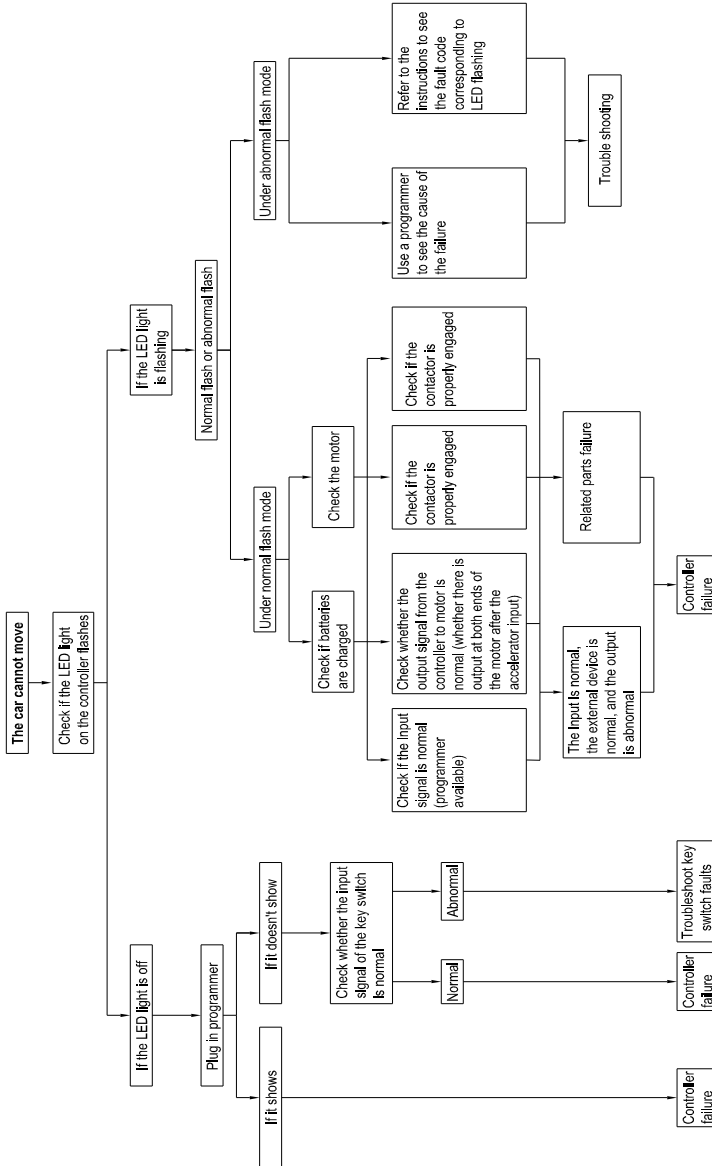 The car cannot move
Check if the LED light
on the controller flashes
If the LED light is off
If the LED light
is flashing
Plug in programmer
Normal flash or abnormal flash
If it shows
If it doesn't show
Under normal flash mode
Under abnormal flash mode
Check whether the input
signal of the key switch
is normal
Check if batteries
are charged
Check the motor
Normal
Abnormal
Check if the input
signal is normal
(programmer
available)
Check whether the
output signal from the
controller to motor is
normal (whether there is
output at both ends of
the motor after the
accelerator input)
Check if the
contactor is
properly engaged
Check if the
contactor is
properly engaged
Use a programmer
to see the cause of
the failure
Refer to the
instructions to see
the fault code
corresponding to
LED flashing
The input is normal,
the external device is
normal, and the output
is abnormal
Related parts failure
Trouble shooting
Controller
failure
Controller
failure
Troubleshoot key
switch faults
Controller
failure